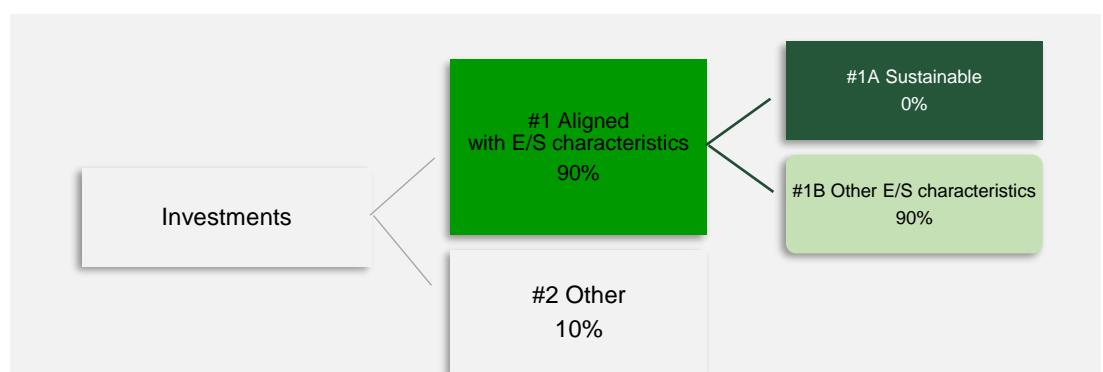 Investments
#1 Aligned
with E/S characteristics
90%
#2 Other
10%
#1A Sustainable
0%
#1B Other E/S characteristics
90%